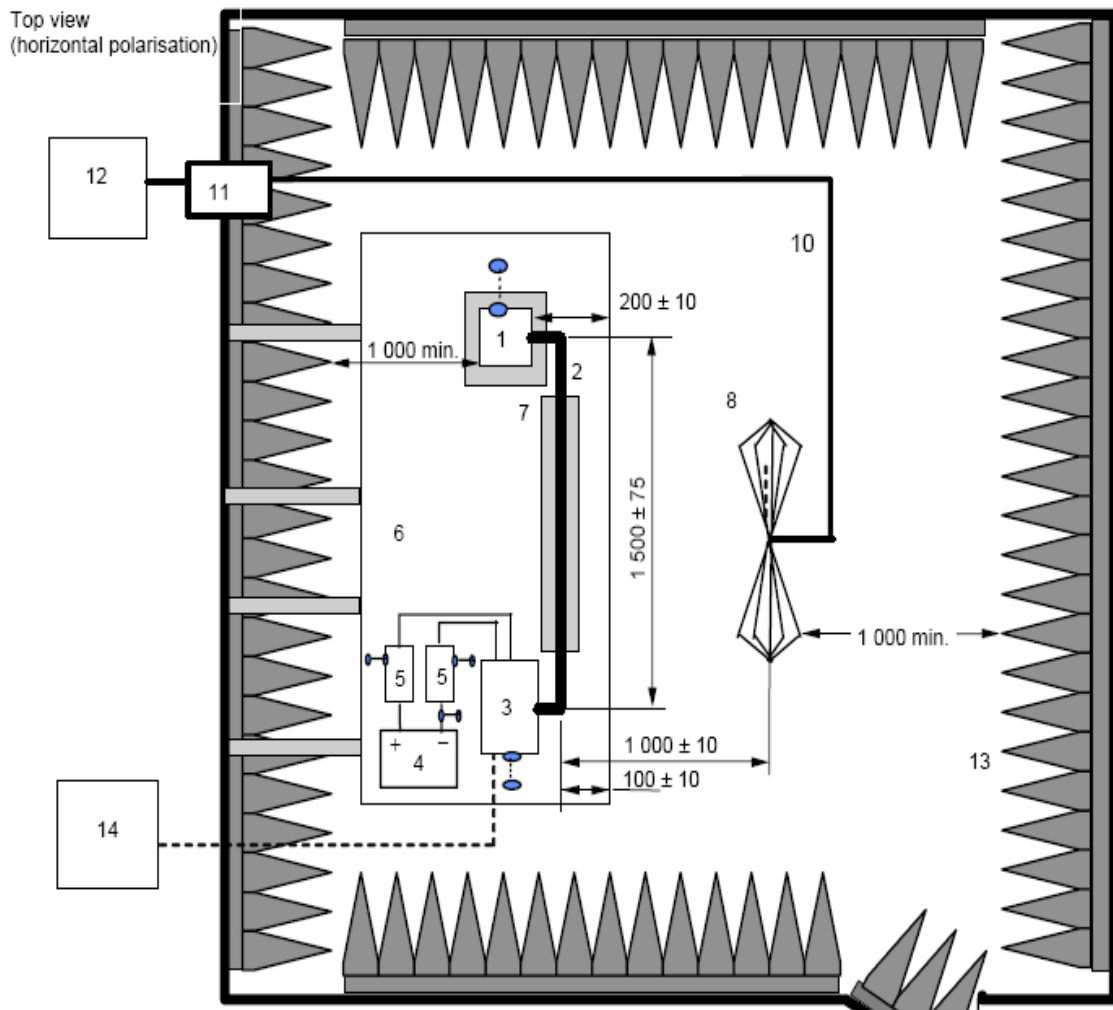 Top view
(horizontal polarisation)
12
11
10
200 ± 10
1
1 000 min.
2
8
7
1 500 ± 75
6
1 000 min.
5
5
3
1 000 ± 10
+
−
4
13
100 ± 10
14